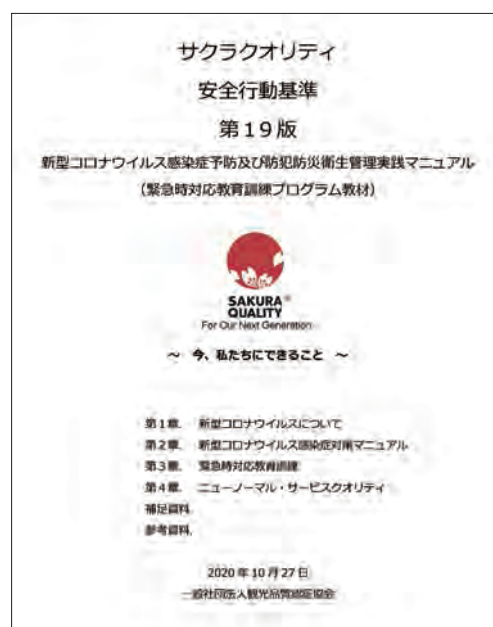 サクラクオリティ
安全行動基準
第19版
新型コロナウイルス感染症予防及び防犯防災衛生管理実践マニュアル
（緊急時対応教育訓練プログラム教材）
SAKURA®
QUALITY
For Our Next Generation
～ 今、私たちにできること ～
第1章. 新型コロナウイルスについて
第2章. 新型コロナウイルス感染症対策マニュアル
第3章. 緊急時対応教育訓練
第4章. ニューノーマル・サービスクオリティ
補足資料.
参考資料.
2020年10月27日
一般社団法人観光品質認証協会